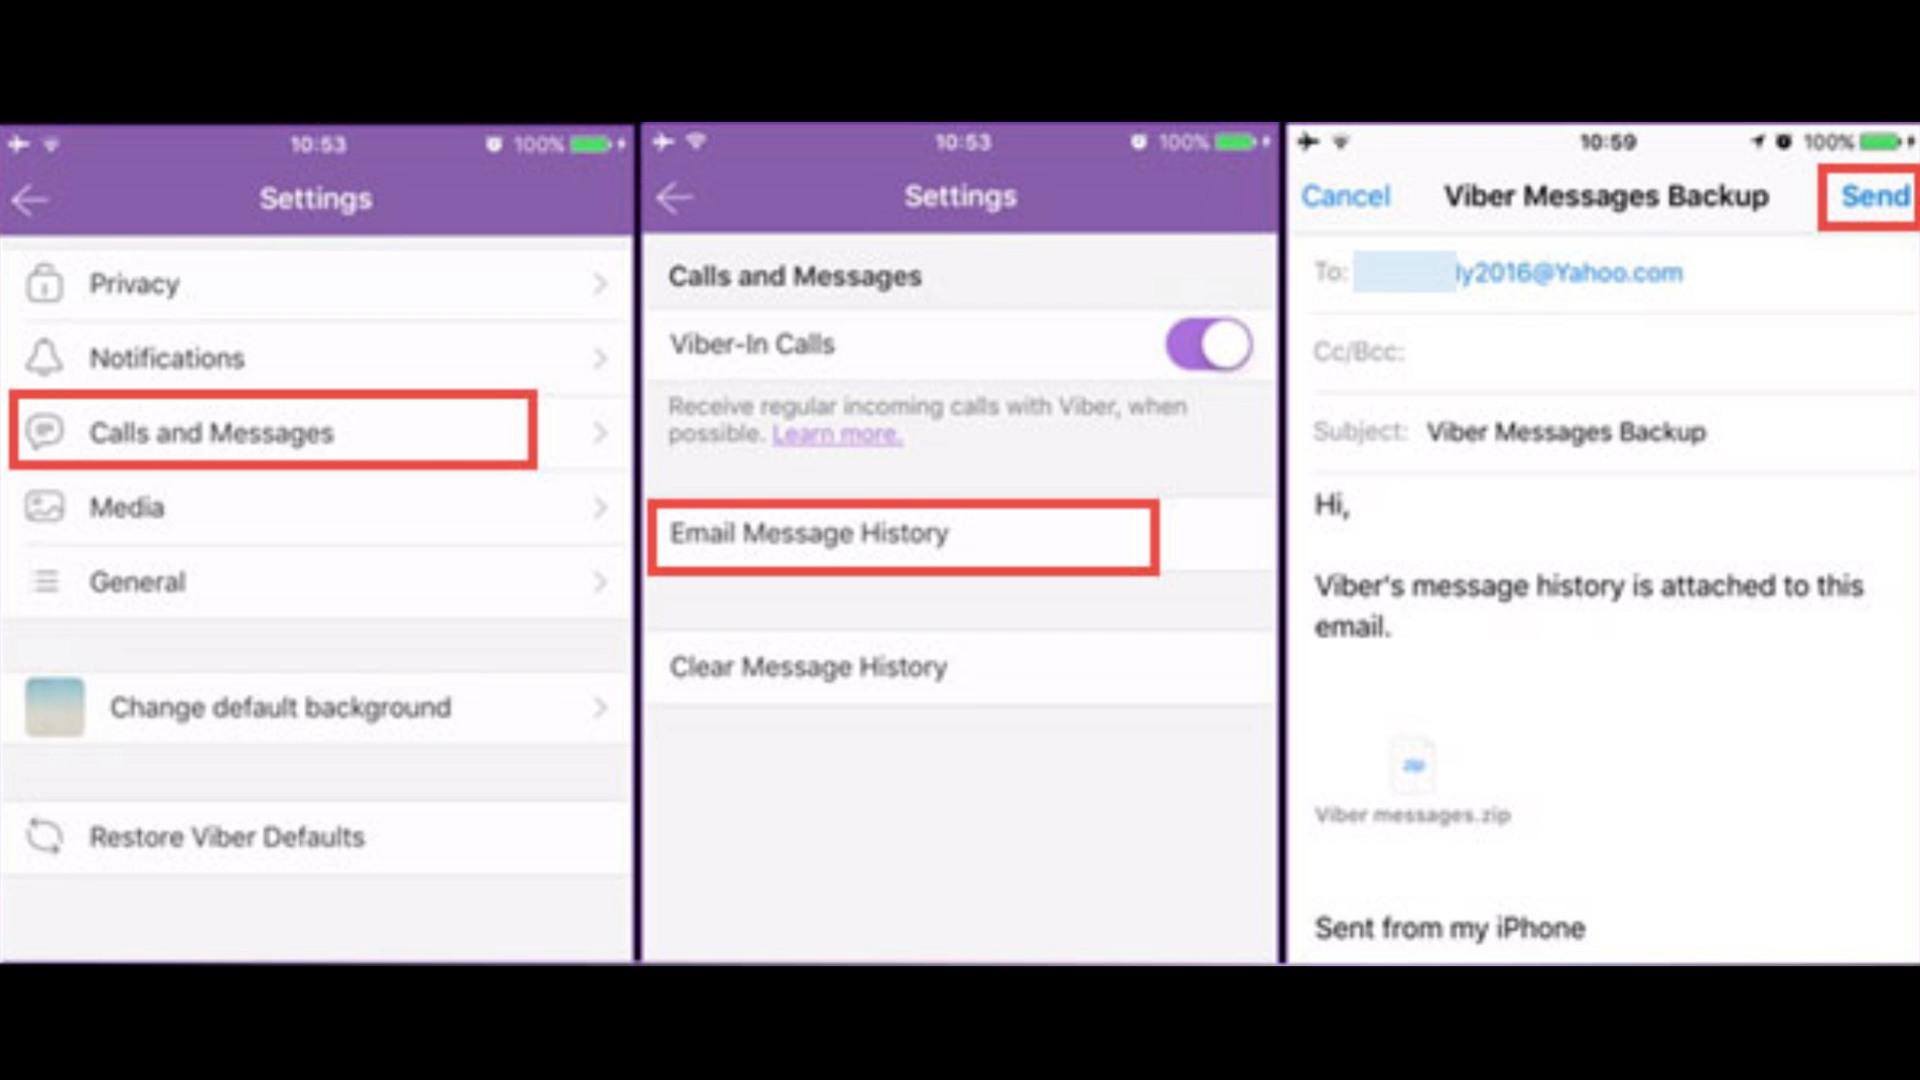 10:53
100%
Settings
Privacy
Notifications
Calls and Messages
Media
General
Change default background
Restore Viber Defaults
10:53
100%
Settings
Calls and Messages
Viber-In Calls
Receive regular incoming calls with Viber, when
possible. Learn more.
Email Message History
Clear Message History
10:59
100%
Cancel
Viber Messages Backup
Send
To: ly2016@Yahoo.com
Cc/Bcc:
Subject: Viber Messages Backup
Hi,
Viber's message history is attached to this
email.
zip
Viber messages.zip
Sent from my iPhone